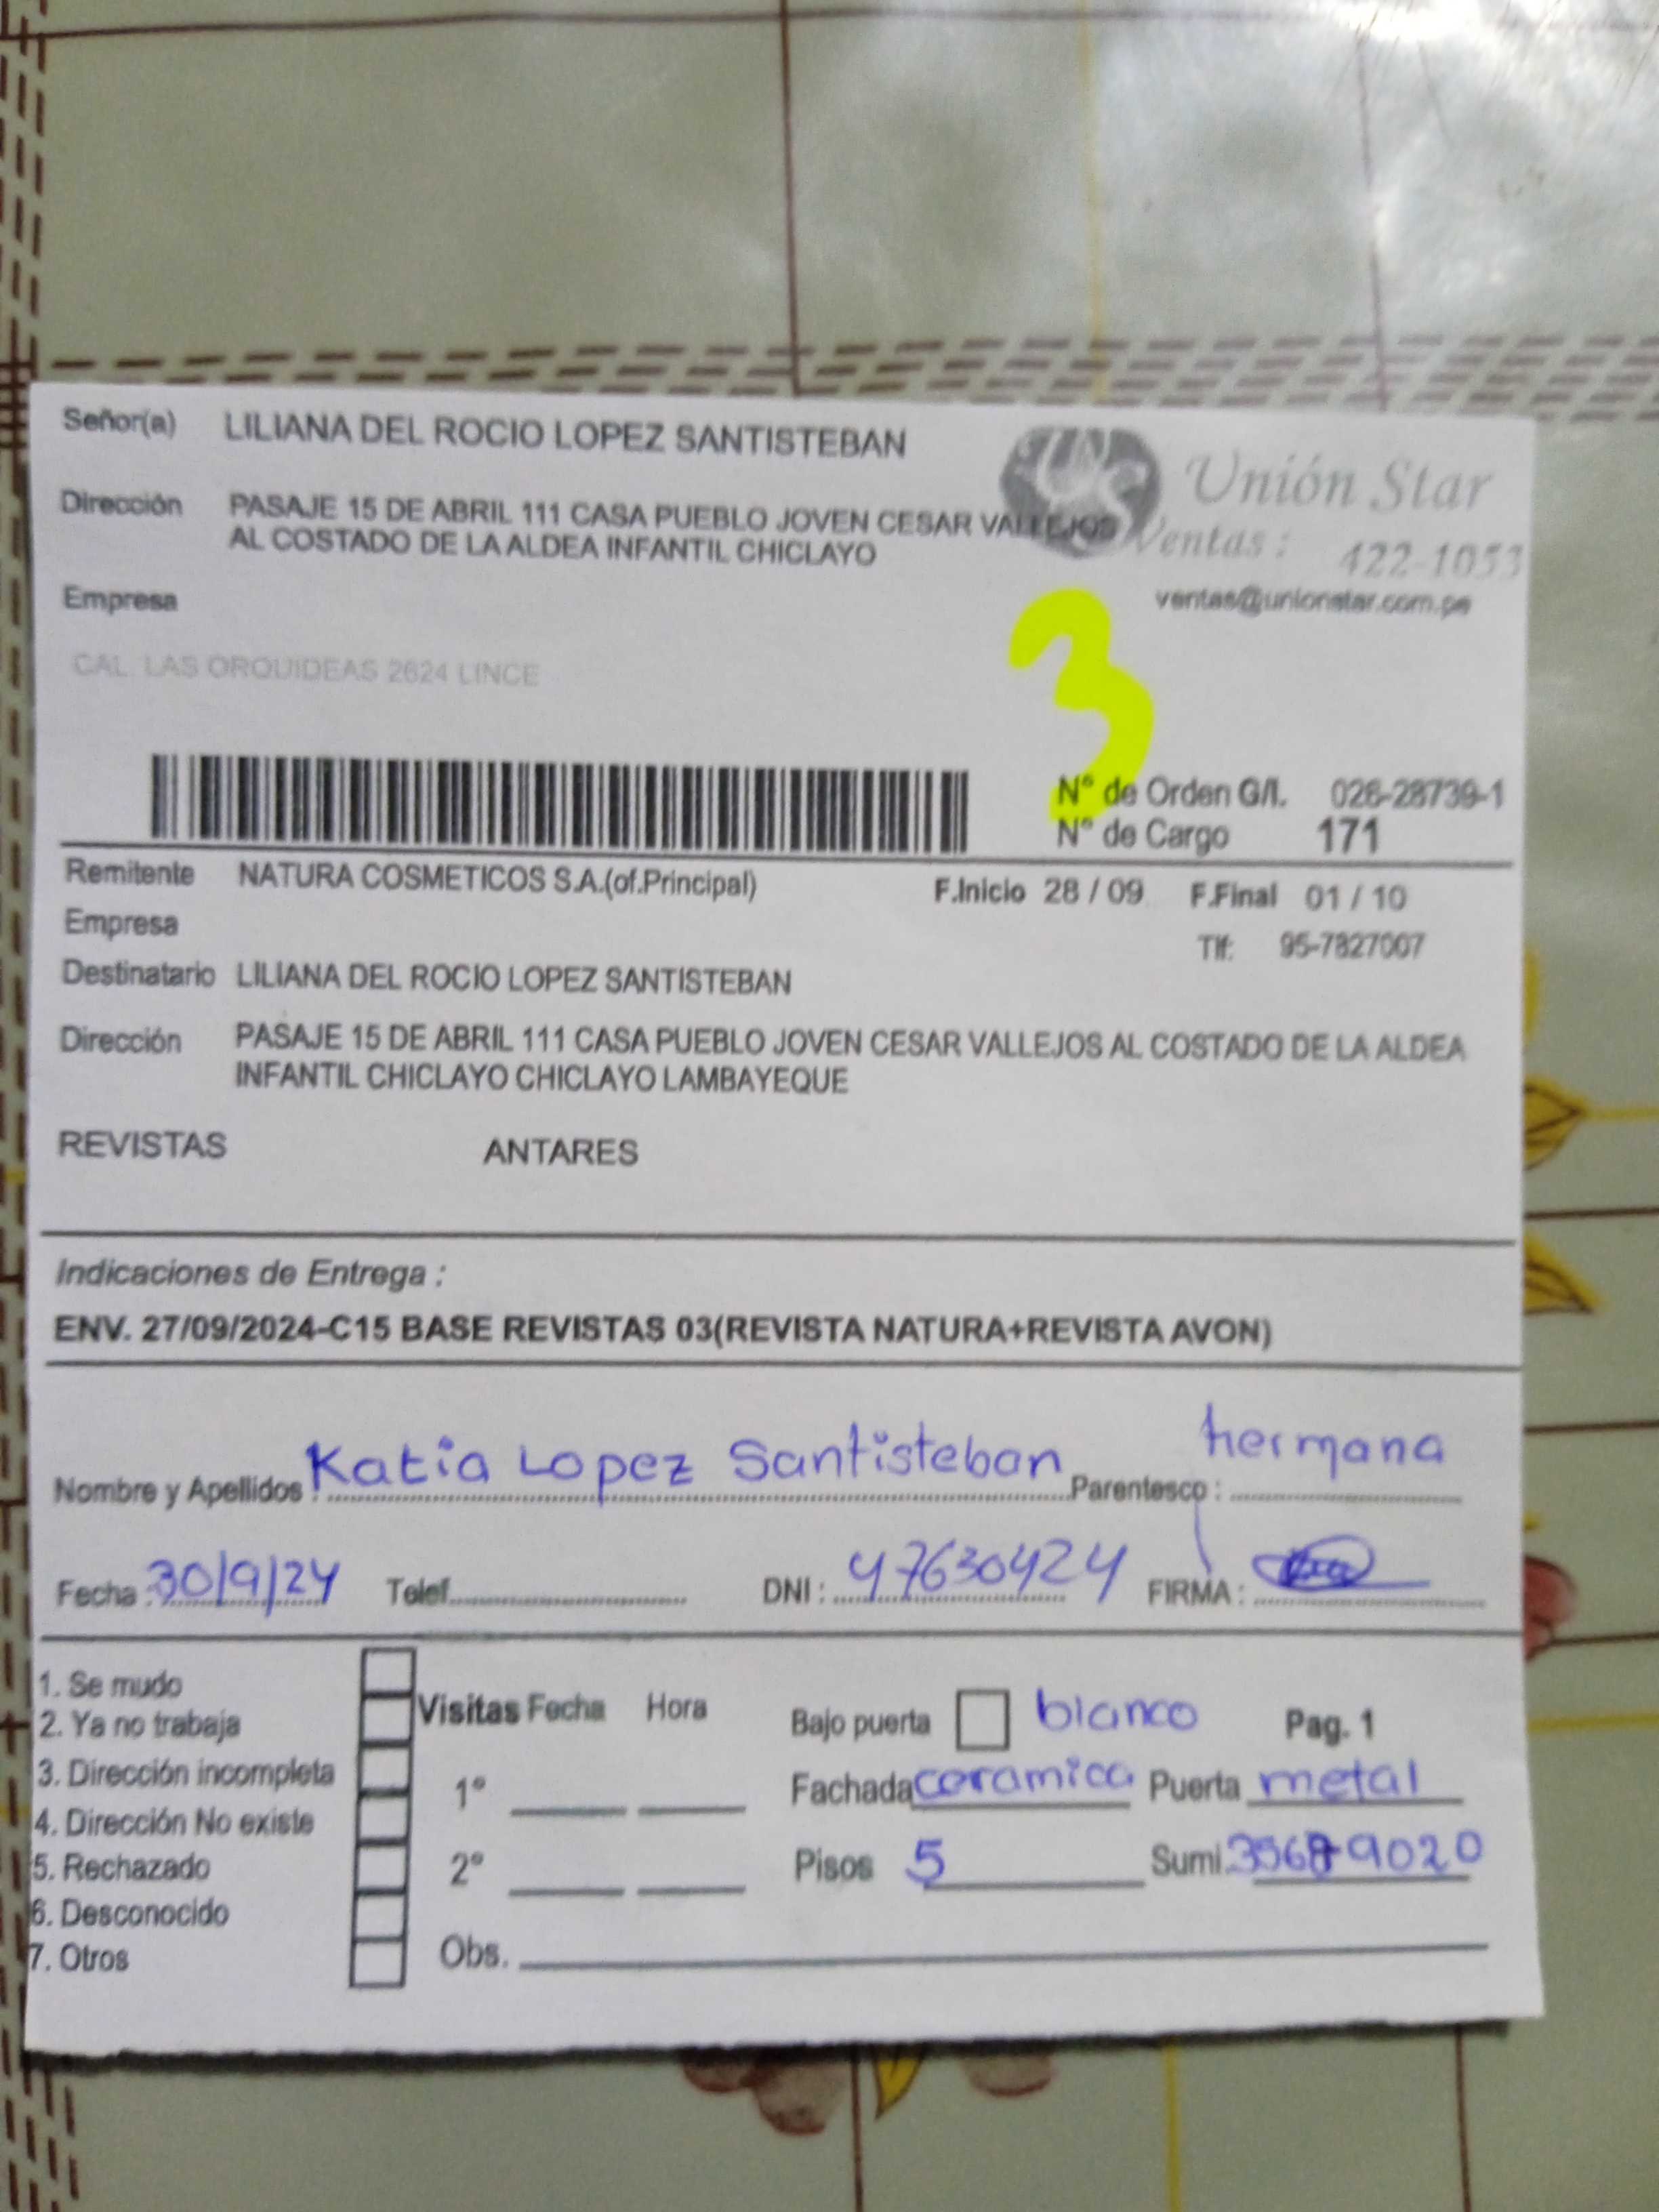 Señor(a) LILIANA DEL ROCIO LOPEZ SANTISTEBAN
Unión Star
Dirección PASAJE 15 DE ABRIL 111 CASA PUEBLO JOVEN CESAR VALLEJOS
AL COSTADO DE LA ALDEA INFANTIL CHICLAYO
Ventas : 422-1053
Empresa
ventas@unionstar.com.pe
CAL. LAS ORQUIDEAS 2624 LINCE
3
N° de Orden G/I. 026-28739-1
N° de Cargo 171
Remitente NATURA COSMETICOS S.A.(of.Principal) F.Inicio 28 / 09 F.Final 01 / 10
Empresa
Tlf: 95-7827007
Destinatario LILIANA DEL ROCIO LOPEZ SANTISTEBAN
Dirección PASAJE 15 DE ABRIL 111 CASA PUEBLO JOVEN CESAR VALLEJOS AL COSTADO DE LA ALDEA
INFANTIL CHICLAYO CHICLAYO LAMBAYEQUE
REVISTAS ANTARES
Indicaciones de Entrega :
ENV. 27/09/2024-C15 BASE REVISTAS 03(REVISTA NATURA+REVISTA AVON)
Nombre y Apellidos : Katia Lopez Santisteban Parentesco : hermana
Fecha : 30/9/24 Telef. DNI : 47630424 FIRMA :
1. Se mudo
2. Ya no trabaja
3. Dirección incompleta
4. Dirección No existe
5. Rechazado
6. Desconocido
7. Otros
Visitas Fecha Hora
1°
2°
Obs.
Bajo puerta blanco Pag. 1
Fachada ceramica Puerta metal
Pisos 5 Sumi.